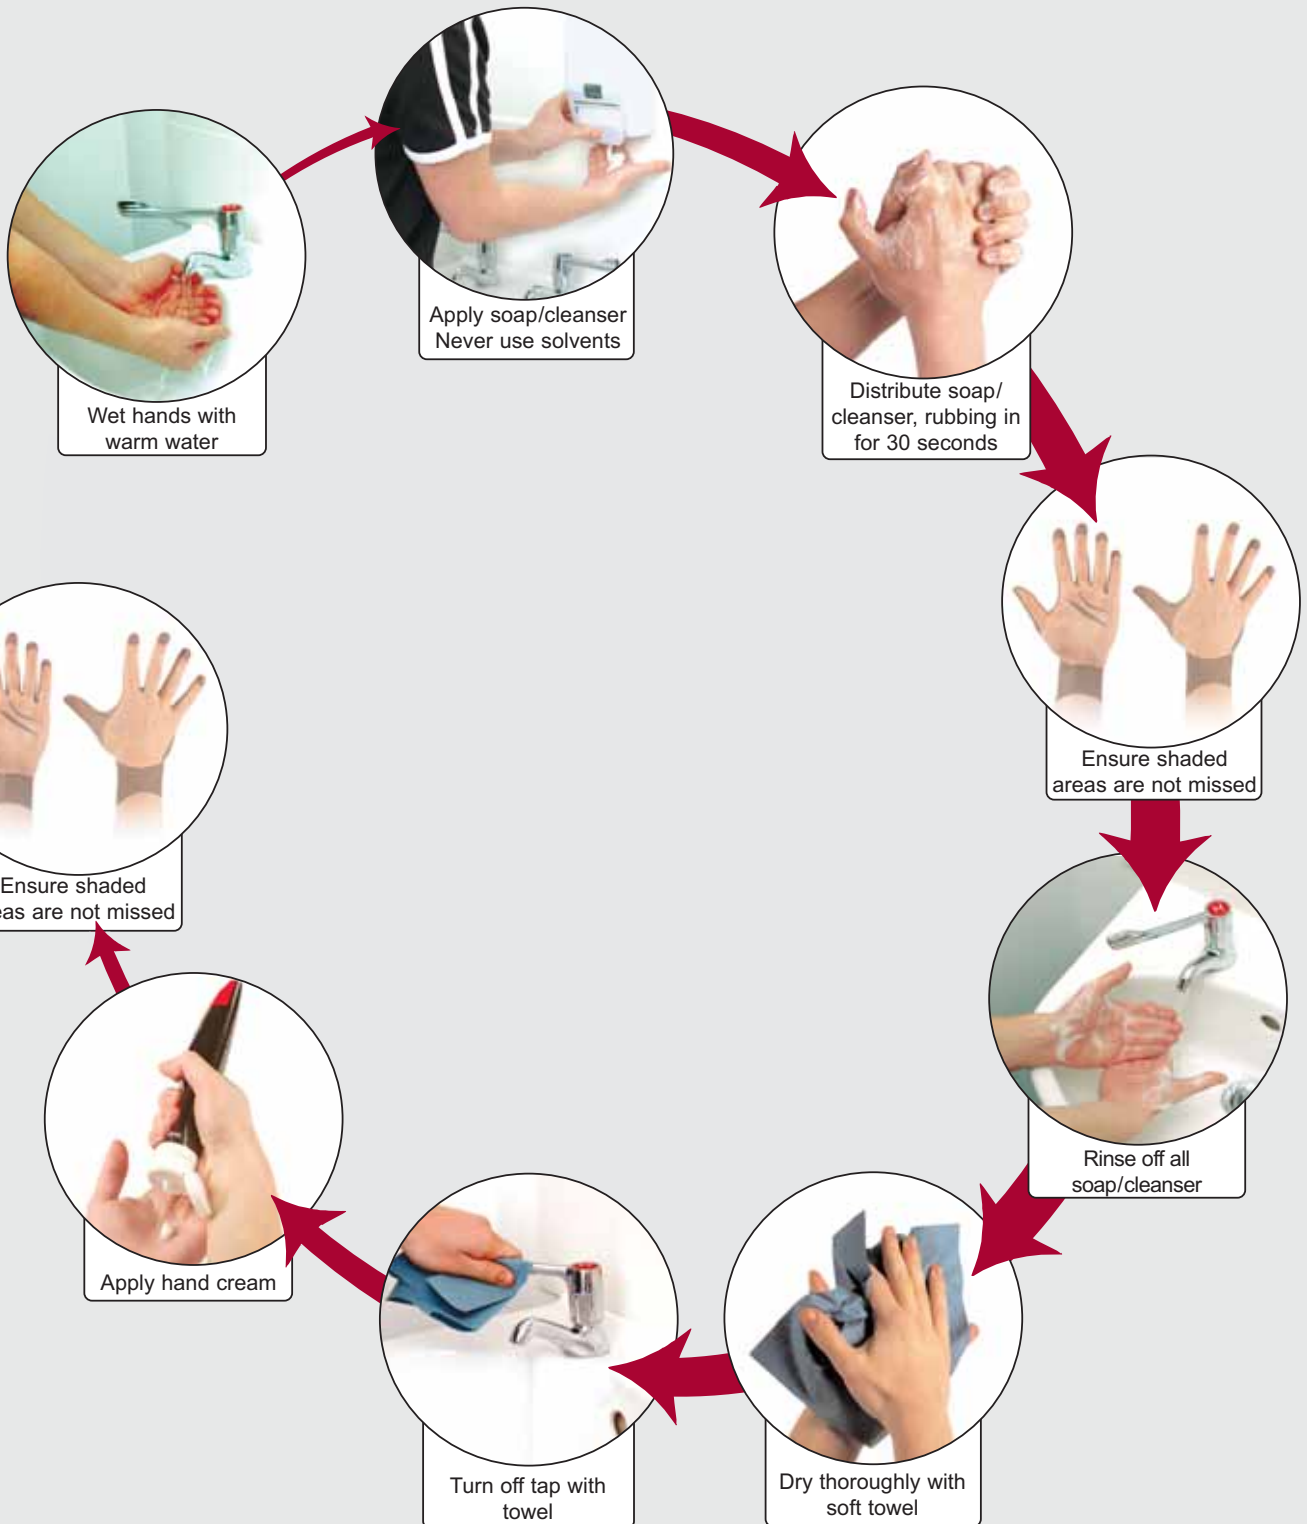 Wet hands with
warm water
Apply soap/cleanser
Never use solvents
Distribute soap/
cleanser, rubbing in
for 30 seconds
Ensure shaded
areas are not missed
Rinse off all
soap/cleanser
Dry thoroughly with
soft towel
Turn off tap with
towel
Apply hand cream
Ensure shaded
eas are not missed